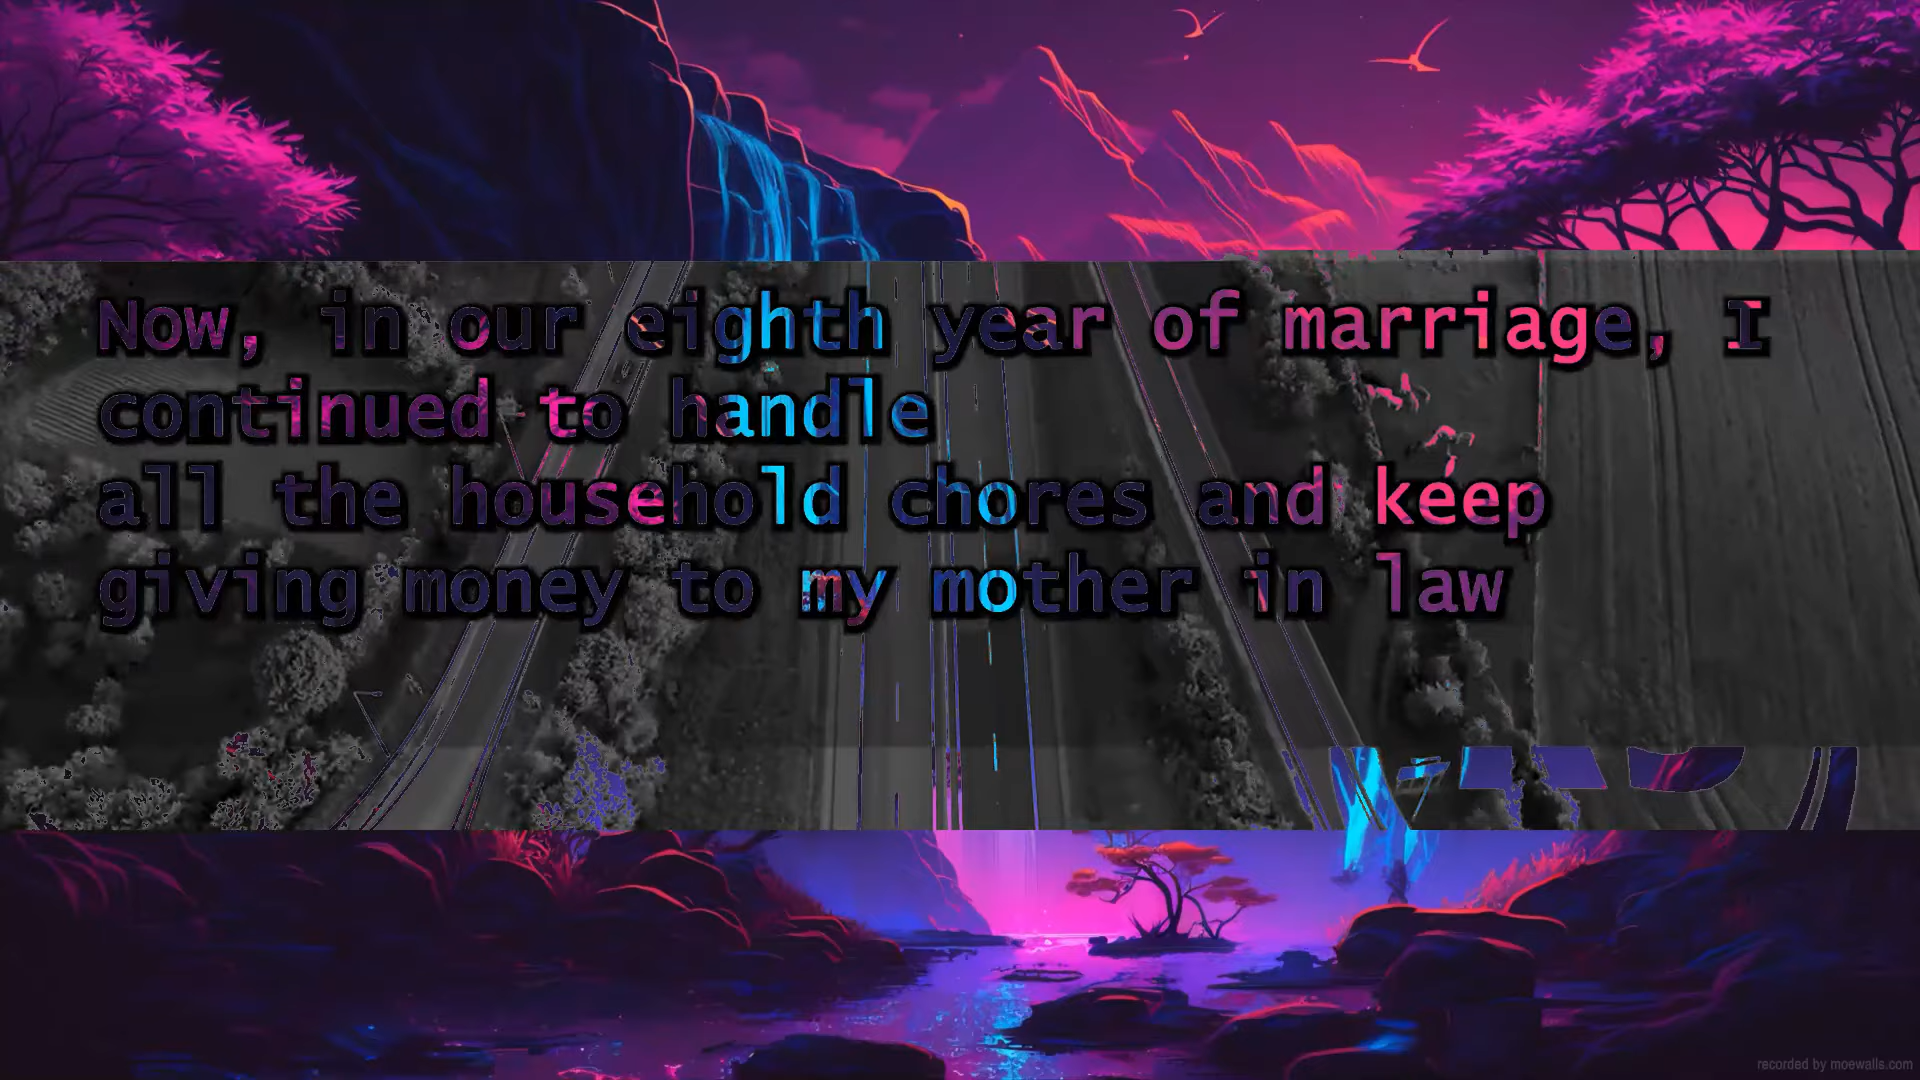 Now, in our eighth year of marriage, I
continued to handle
all the household chores and keep
giving money to my mother in law
recorded by moewalls.com